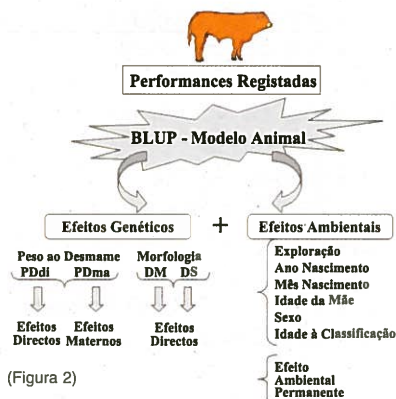 Performances Registadas
BLUP - Modelo Animal
Efeitos Genéticos + Efeitos Ambientais
Peso ao Desmame Morfologia
PDdi PDma DM DS
Efeitos Directos
Efeitos Maternos
Efeitos Directos
Exploração
Ano Nascimento
Mês Nascimento
Idade da Mãe
Sexo
Idade à Classificação
Efeito
Ambiental
Permanente
(Figura 2)